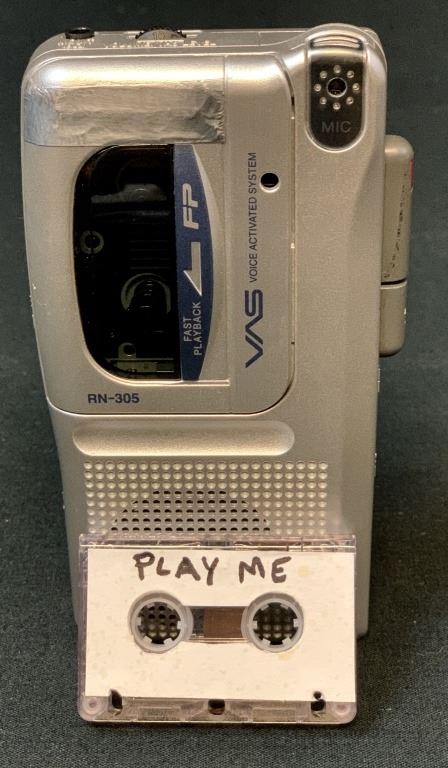 MIC
FP
FAST
PLAYBACK
VAS VOICE ACTIVATED SYSTEM
RN-305
PLAY ME